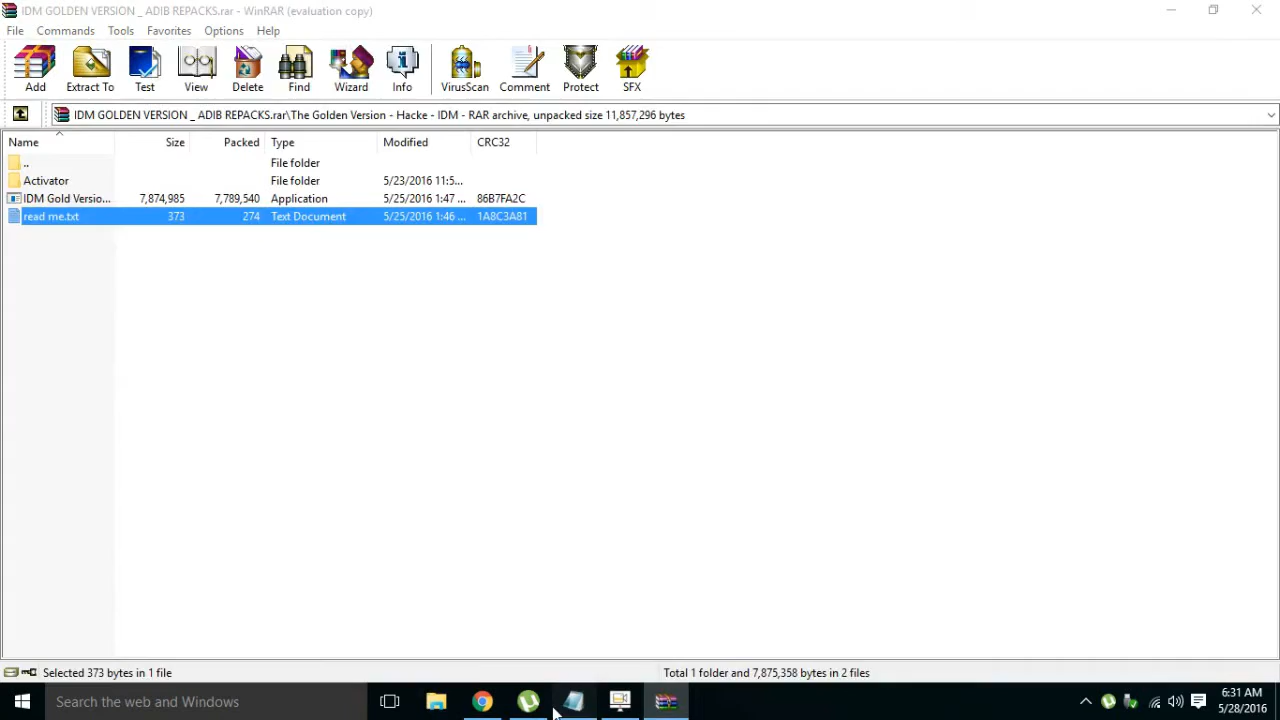 IDM GOLDEN VERSION _ ADIB REPACKS.rar - WinRAR (evaluation copy)
File Commands Tools Favorites Options Help
Add Extract To Test View Delete Find Wizard Info VirusScan Comment Protect SFX
IDM GOLDEN VERSION _ ADIB REPACKS.rar\The Golden Version - Hacke - IDM - RAR archive, unpacked size 11,857,296 bytes
Name Size Packed Type Modified CRC32
.. File folder
Activator File folder 5/23/2016 11:5...
IDM Gold Versio... 7,874,985 7,789,540 Application 5/25/2016 1:47 ... 86B7FA2C
read me.txt 373 274 Text Document 5/25/2016 1:46 ... 1A8C3A81
Selected 373 bytes in 1 file Total 1 folder and 7,875,358 bytes in 2 files
Search the web and Windows 6:31 AM
5/28/2016